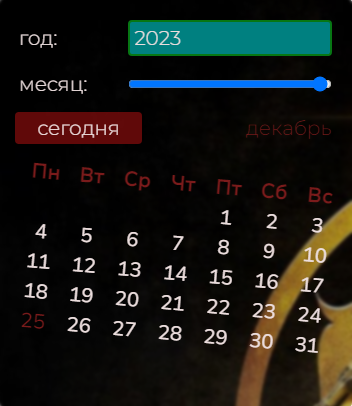 год: 2023
месяц:
сегодня декабрь
Пн Вт Ср Чт Пт Сб Вс
1 2 3
4 5 6 7 8 9 10
11 12 13 14 15 16 17
18 19 20 21 22 23 24
25 26 27 28 29 30 31